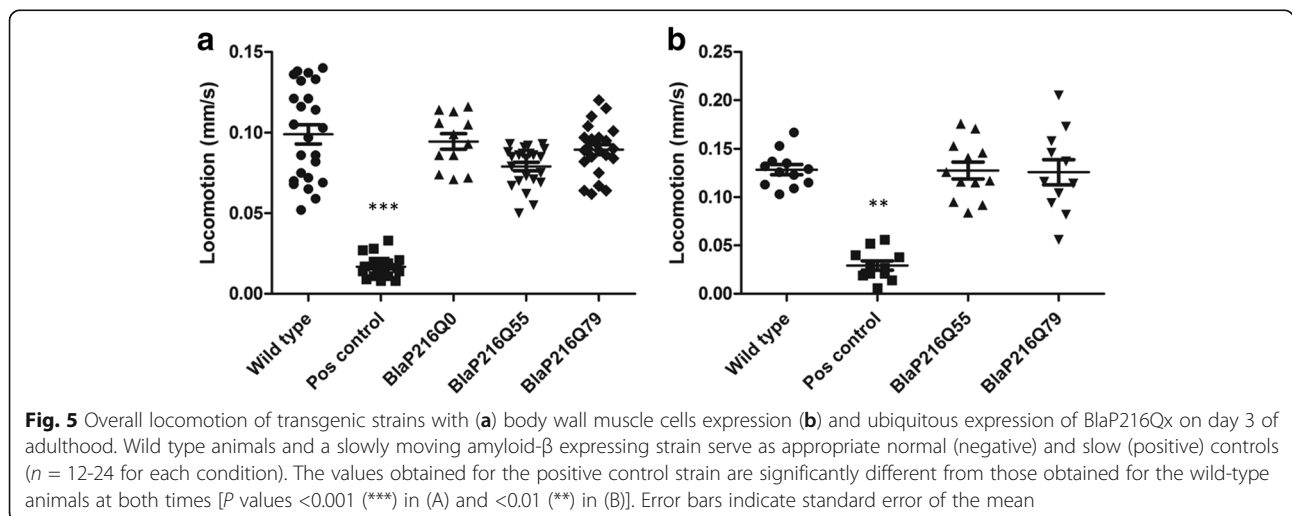 a
0.15
0.10
0.05
0.00
Locomotion (mm/s)
***
Wild type
Pos control
BlaP216Q0
BlaP216Q55
BlaP216Q79
b
0.25
0.20
0.15
0.10
0.05
0.00
Locomotion (mm/s)
**
Wild type
Pos control
BlaP216Q55
BlaP216Q79
Fig. 5 Overall locomotion of transgenic strains with (a) body wall muscle cells expression (b) and ubiquitous expression of BlaP216Qx on day 3 of
adulthood. Wild type animals and a slowly moving amyloid-β expressing strain serve as appropriate normal (negative) and slow (positive) controls
(n = 12-24 for each condition). The values obtained for the positive control strain are significantly different from those obtained for the wild-type
animals at both times [P values <0.001 (***) in (A) and <0.01 (**) in (B)]. Error bars indicate standard error of the mean